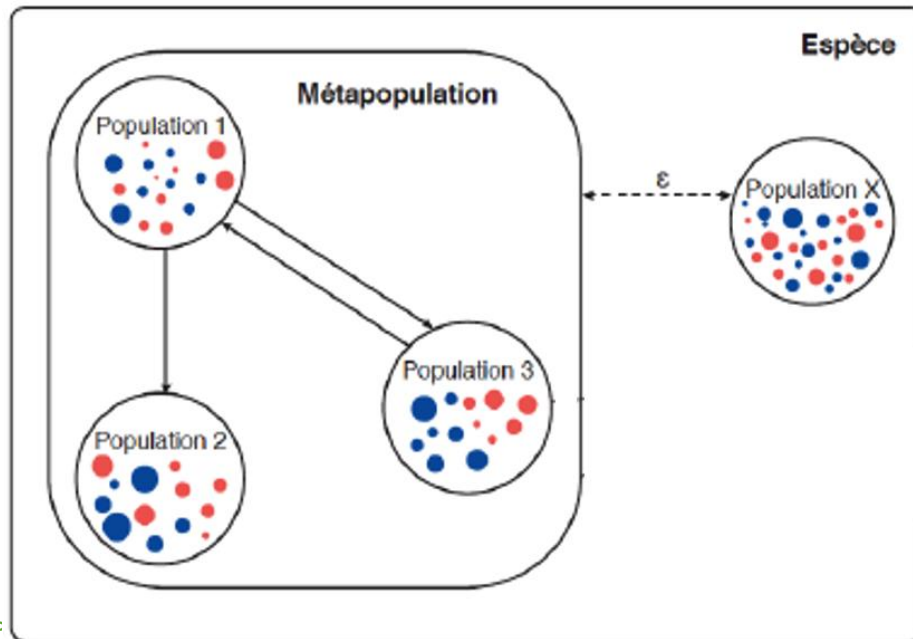 Espèce
Métapopulation
Population 1
ε
Population X
Population 3
Population 2
: